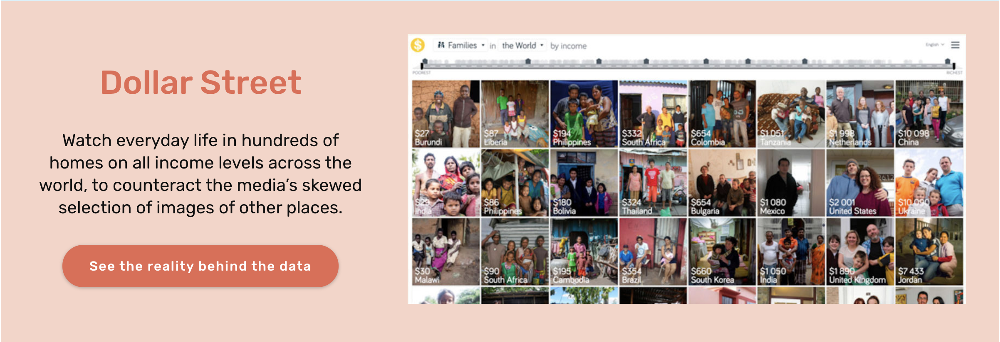 Dollar Street
Watch everyday life in hundreds of
homes on all income levels across the
world, to counteract the media's skewed
selection of images of other places.
See the reality behind the data
Families in the World by income
English
POOREST
RICHEST
$27
Burundi
$87
Liberia
$194
Philippines
$332
South Africa
$654
Colombia
$1 051
Tanzania
$1 998
Netherlands
$10 098
China
$29
India
$86
Philippines
$180
Bolivia
$324
Thailand
$654
Bulgaria
$1 080
Mexico
$2 001
United States
$10 090
Ukraine
$30
Malawi
$90
South Africa
$195
Cambodia
$354
Brazil
$660
South Korea
$1 050
India
$1 890
United Kingdom
$7 433
Jordan